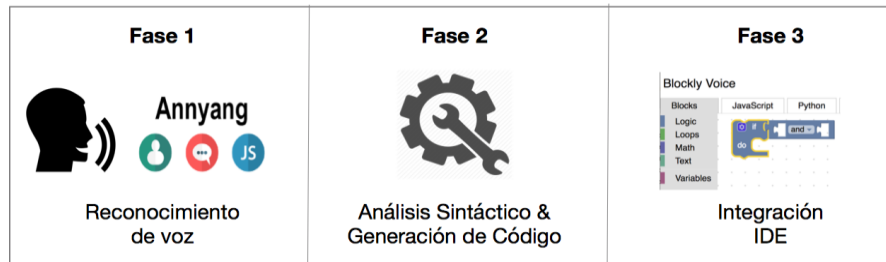 Fase 1
Annyang
JS
Reconocimiento
de voz
Fase 2
Análisis Sintáctico &
Generación de Código
Fase 3
Blockly Voice
Blocks
JavaScript
Python
Logic
Loops
Math
Text
Variables
if
and
do
Integración
IDE